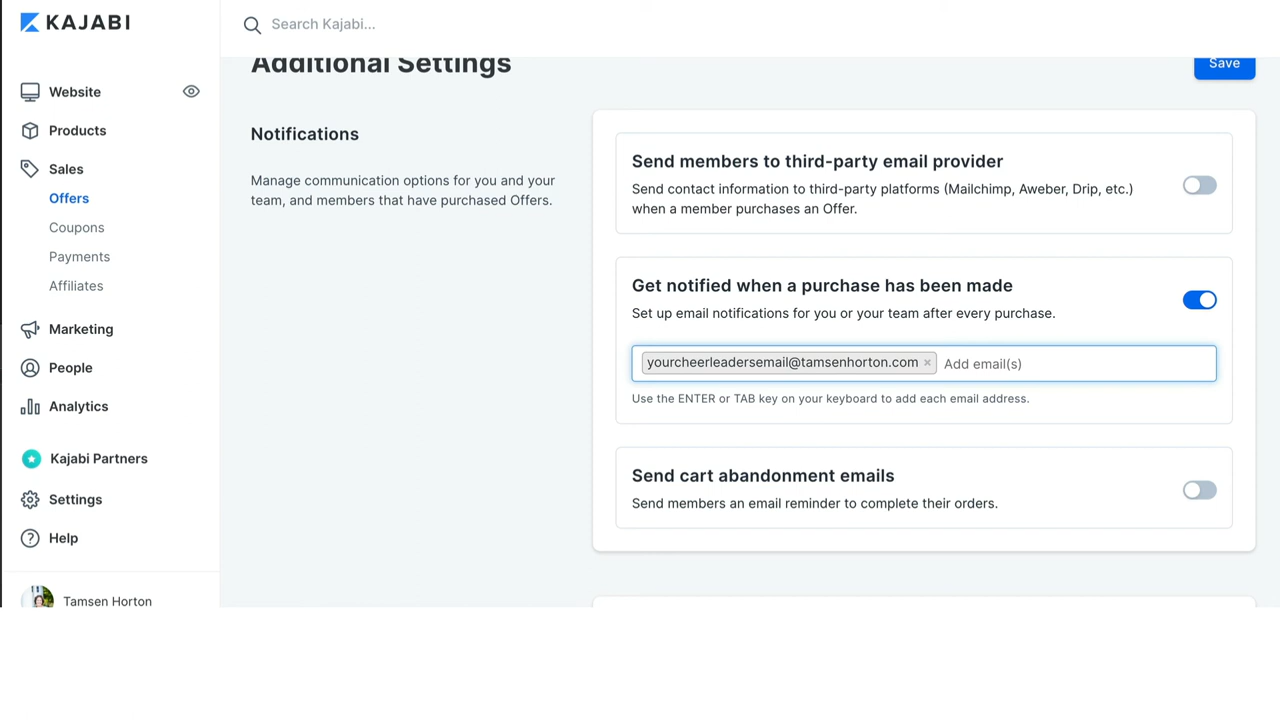 KAJABI
Search Kajabi...
Website
Products
Sales
Offers
Coupons
Payments
Affiliates
Marketing
People
Analytics
Kajabi Partners
Settings
Help
Tamsen Horton
Additional Settings
Save
Notifications
Manage communication options for you and your
team, and members that have purchased Offers.
Send members to third-party email provider
Send contact information to third-party platforms (Mailchimp, Aweber, Drip, etc.)
when a member purchases an Offer.
Get notified when a purchase has been made
Set up email notifications for you or your team after every purchase.
yourcheerleadersemail@tamsenhorton.com × Add email(s)
Use the ENTER or TAB key on your keyboard to add each email address.
Send cart abandonment emails
Send members an email reminder to complete their orders.